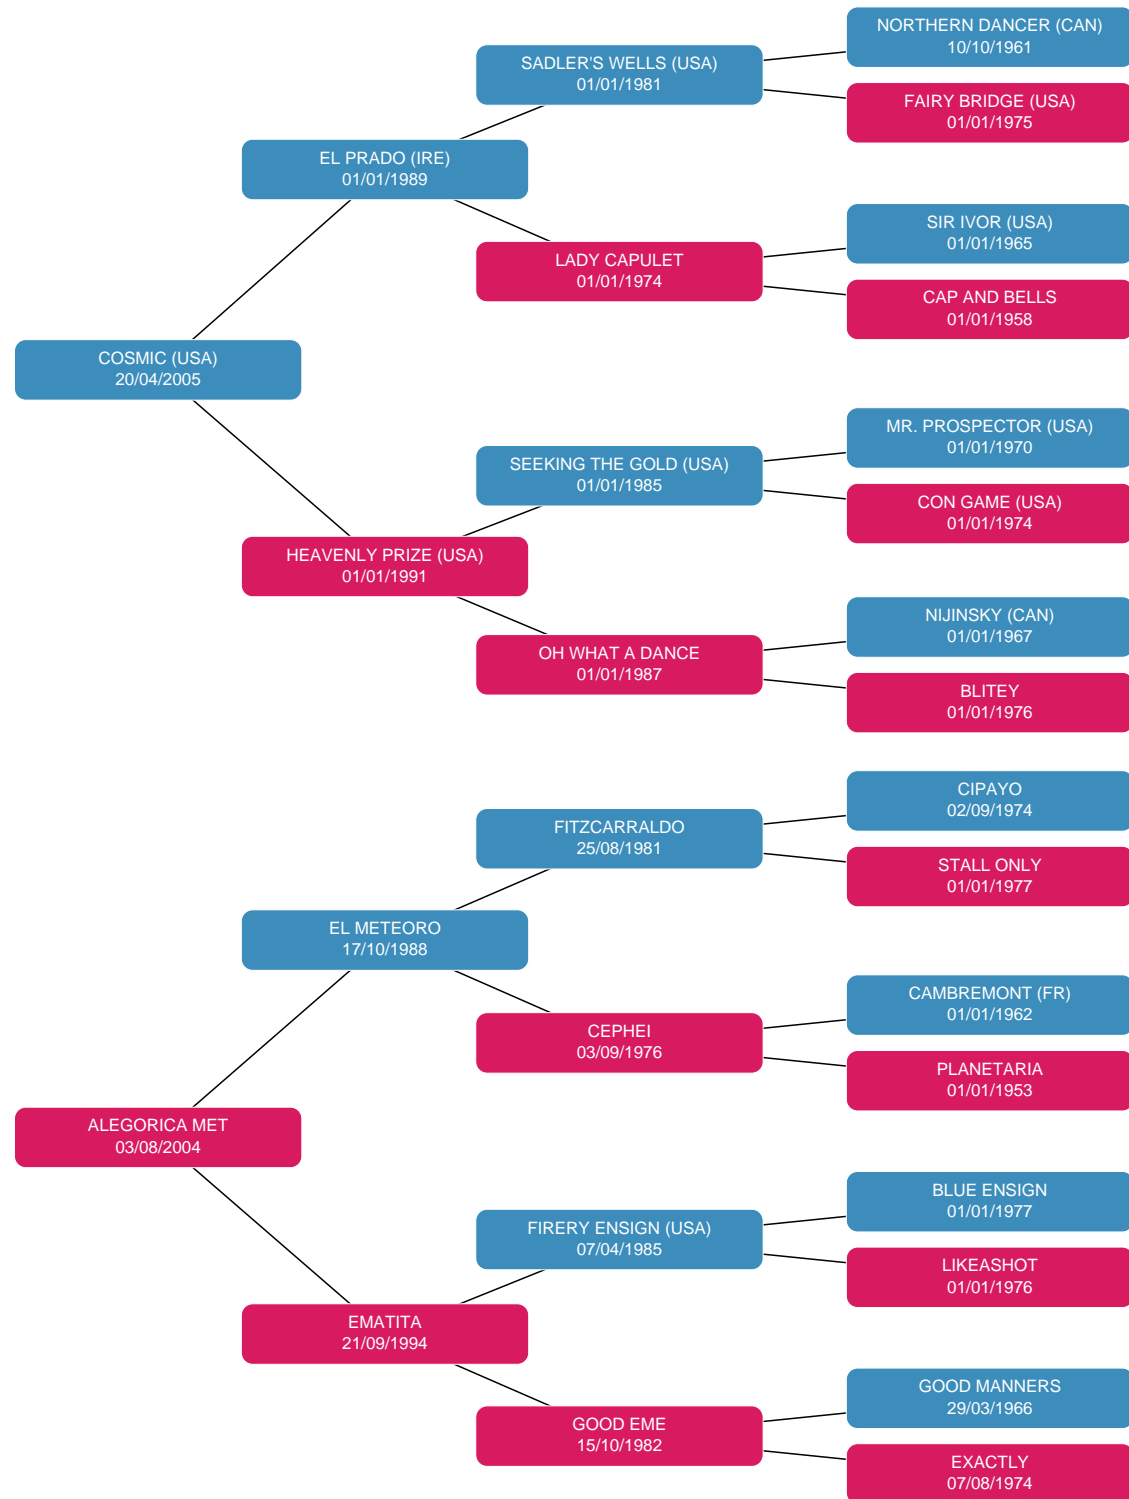 NORTHERN DANCER (CAN)
10/10/1961
SADLER'S WELLS (USA)
01/01/1981
FAIRY BRIDGE (USA)
01/01/1975
EL PRADO (IRE)
01/01/1989
SIR IVOR (USA)
01/01/1965
LADY CAPULET
01/01/1974
CAP AND BELLS
01/01/1958
COSMIC (USA)
20/04/2005
MR. PROSPECTOR (USA)
01/01/1970
SEEKING THE GOLD (USA)
01/01/1985
CON GAME (USA)
01/01/1974
HEAVENLY PRIZE (USA)
01/01/1991
NIJINSKY (CAN)
01/01/1967
OH WHAT A DANCE
01/01/1987
BLITEY
01/01/1976
CIPAYO
02/09/1974
FITZCARRALDO
25/08/1981
STALL ONLY
01/01/1977
EL METEORO
17/10/1988
CAMBREMONT (FR)
01/01/1962
CEPHEI
03/09/1976
PLANETARIA
01/01/1953
ALEGORICA MET
03/08/2004
BLUE ENSIGN
01/01/1977
FIRERY ENSIGN (USA)
07/04/1985
LIKEASHOT
01/01/1976
EMATITA
21/09/1994
GOOD MANNERS
29/03/1966
GOOD EME
15/10/1982
EXACTLY
07/08/1974